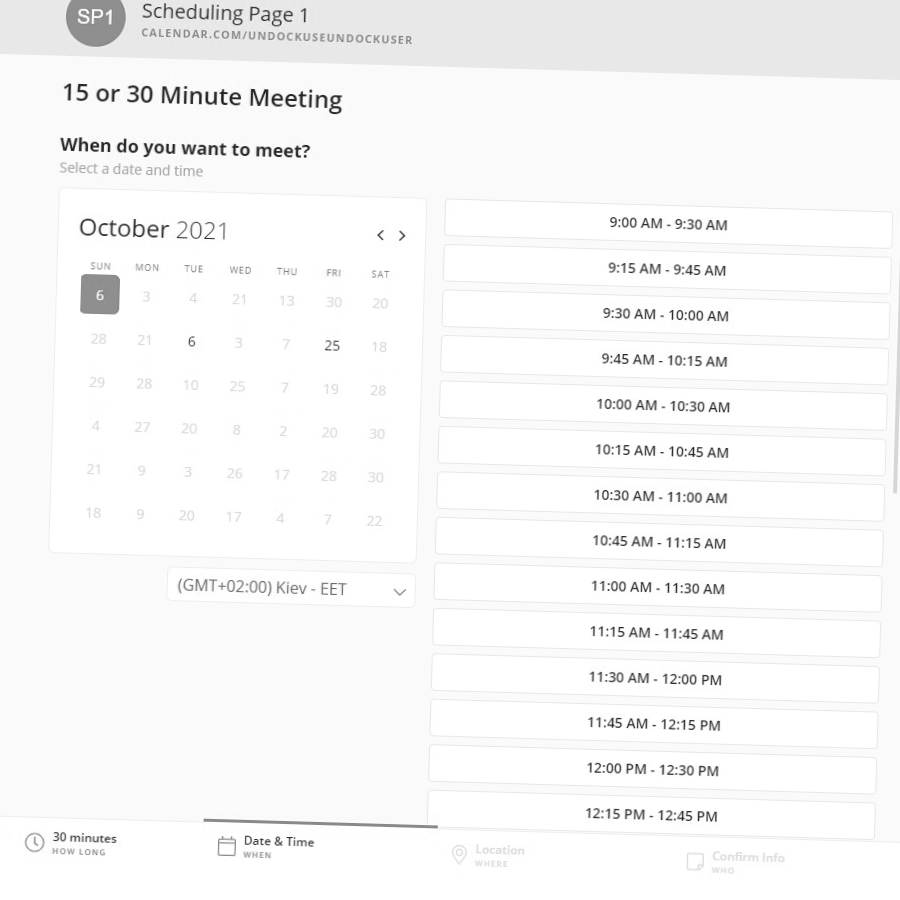 SP1
Scheduling Page 1
CALENDAR.COM/UNDOCKUSEUNDOCKUSER
15 or 30 Minute Meeting
When do you want to meet?
Select a date and time
October 2021
SUN MON TUE WED THU FRI SAT
6 3 4 21 13 30 20
28 21 6 3 7 25 18
29 28 10 25 7 19 28
4 27 20 8 2 20 30
21 9 3 26 17 28 30
18 9 20 17 4 7 22
(GMT+02:00) Kiev - EET
9:00 AM - 9:30 AM
9:15 AM - 9:45 AM
9:30 AM - 10:00 AM
9:45 AM - 10:15 AM
10:00 AM - 10:30 AM
10:15 AM - 10:45 AM
10:30 AM - 11:00 AM
10:45 AM - 11:15 AM
11:00 AM - 11:30 AM
11:15 AM - 11:45 AM
11:30 AM - 12:00 PM
11:45 AM - 12:15 PM
12:00 PM - 12:30 PM
12:15 PM - 12:45 PM
30 minutes
HOW LONG
Date & Time
WHEN
Location
WHERE
Confirm Info
WHO